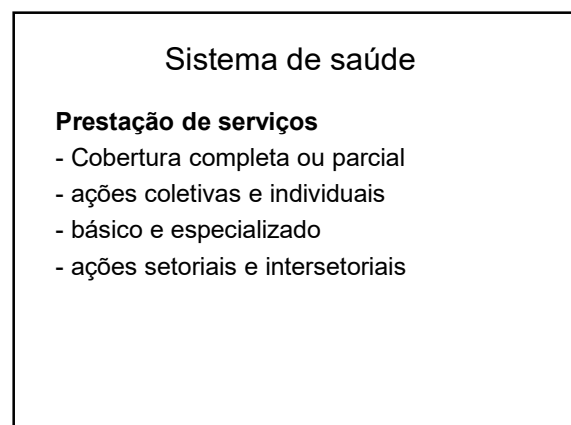 Sistema de saúde
Prestação de serviços
- Cobertura completa ou parcial
- ações coletivas e individuais
- básico e especializado
- ações setoriais e intersetoriais